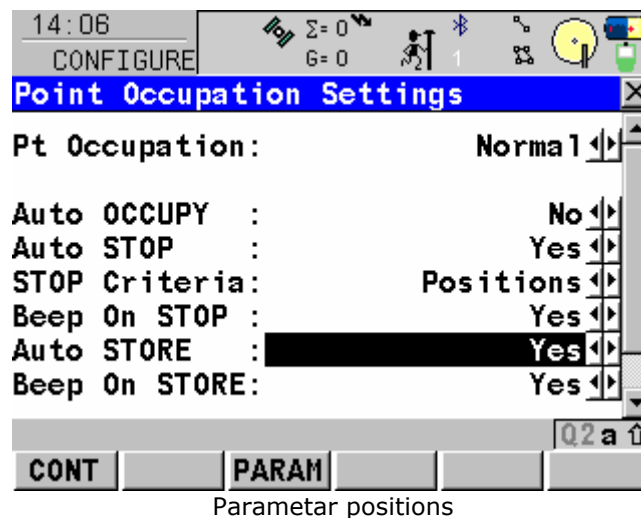 14:06
CONFIGURE
Σ= 0
G= 0
1
Point Occupation Settings
Pt Occupation: Normal
Auto OCCUPY : No
Auto STOP : Yes
STOP Criteria: Positions
Beep On STOP : Yes
Auto STORE : Yes
Beep On STORE: Yes
Q2 a
CONT PARAM
Parametar positions